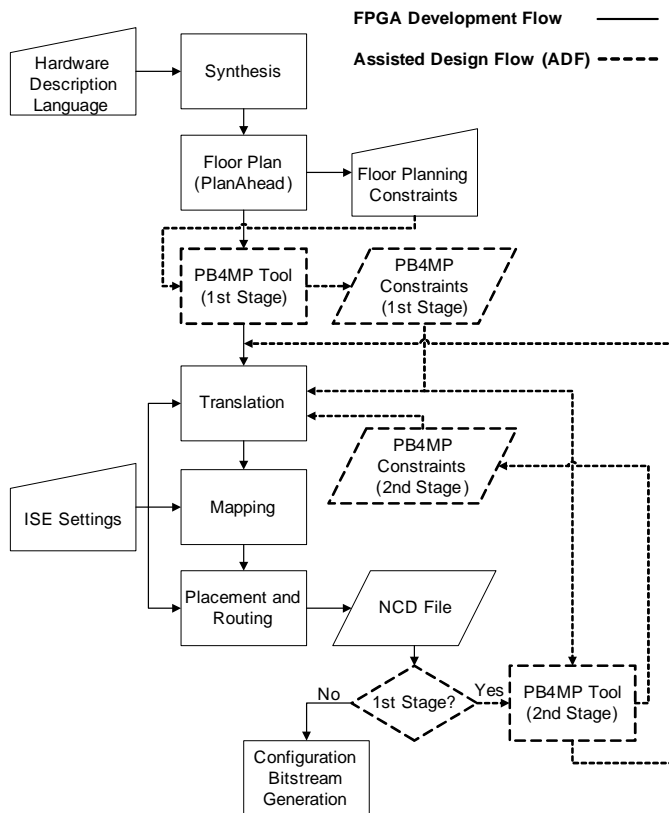 FPGA Development Flow
Assisted Design Flow (ADF)
Hardware
Description
Language
Synthesis
Floor Plan
(PlanAhead)
Floor Planning
Constraints
PB4MP Tool
(1st Stage)
PB4MP
Constraints
(1st Stage)
Translation
PB4MP
Constraints
(2nd Stage)
ISE Settings
Mapping
Placement and
Routing
NCD File
No
1st Stage?
Yes
PB4MP Tool
(2nd Stage)
Configuration
Bitstream
Generation